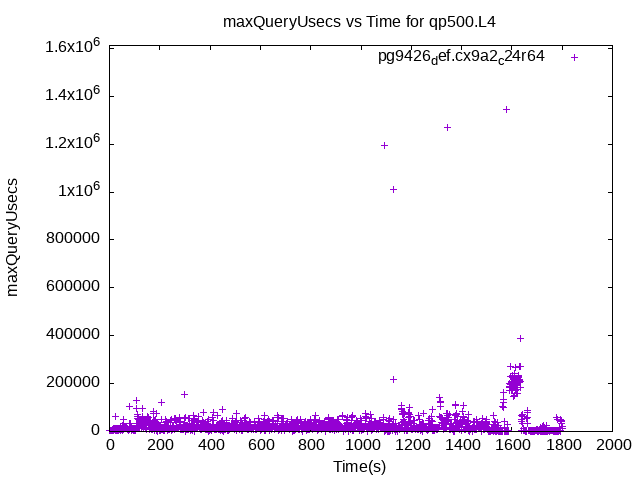 maxQueryUsecs vs Time for qp500.L4
pg9426def.cx9a2c24r64
1.6x10^6
1.4x10^6
1.2x10^6
1x10^6
800000
600000
400000
200000
0
maxQueryUsecs
0 200 400 600 800 1000 1200 1400 1600 1800 2000
Time(s)